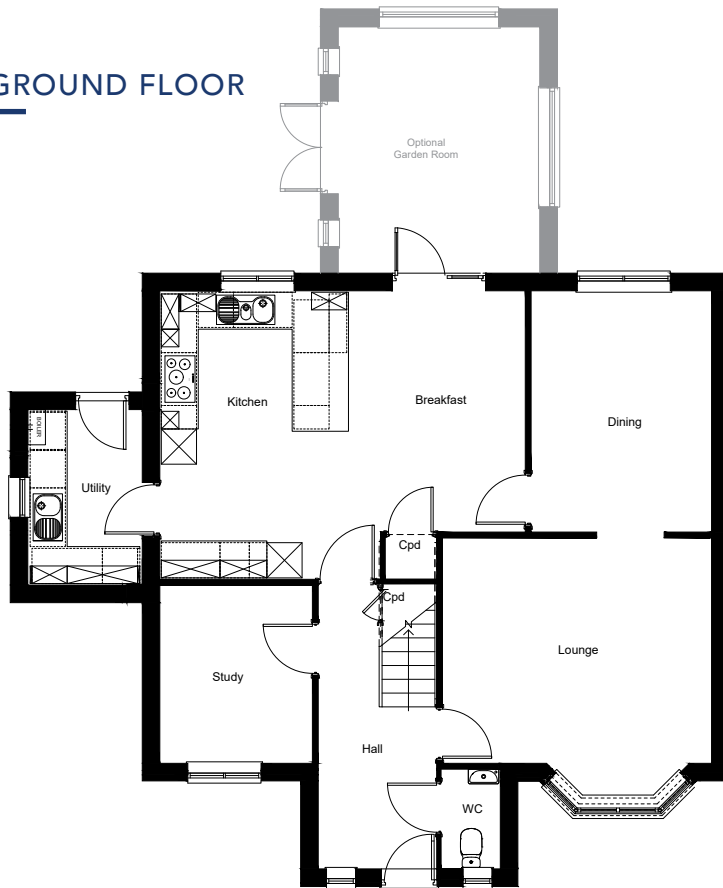 GROUND FLOOR
Optional
Garden Room
Kitchen
Breakfast
Dining
BOILER
Utility
Cpd
Cpd
Lounge
Study
Hall
WC